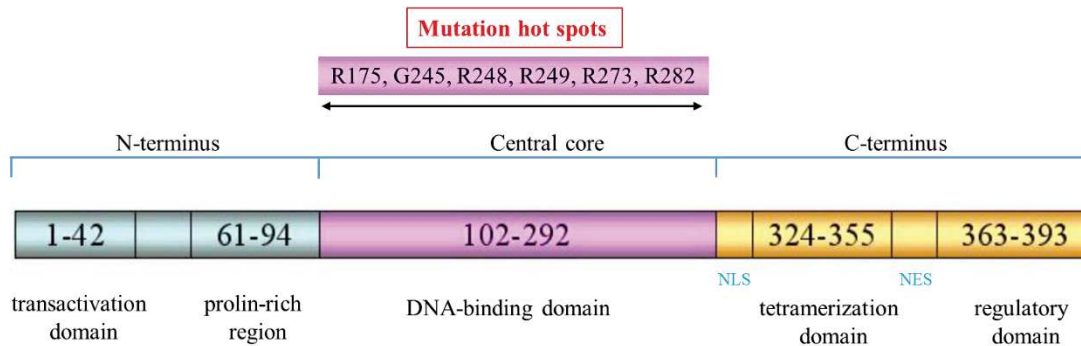 Mutation hot spots
R175, G245, R248, R249, R273, R282
N-terminus
Central core
C-terminus
1-42
61-94
102-292
324-355
363-393
NLS
NES
transactivation
domain
prolin-rich
region
DNA-binding domain
tetramerization
domain
regulatory
domain